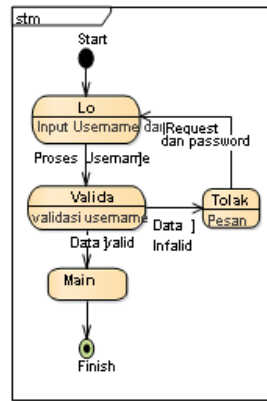 stm
Start
Lo
Input Username dan
[Request
dan password
Proses Username
Valida
validasi username
Tolak
Pesan
Data ]valid
Data ]
Infalid
Main
Finish